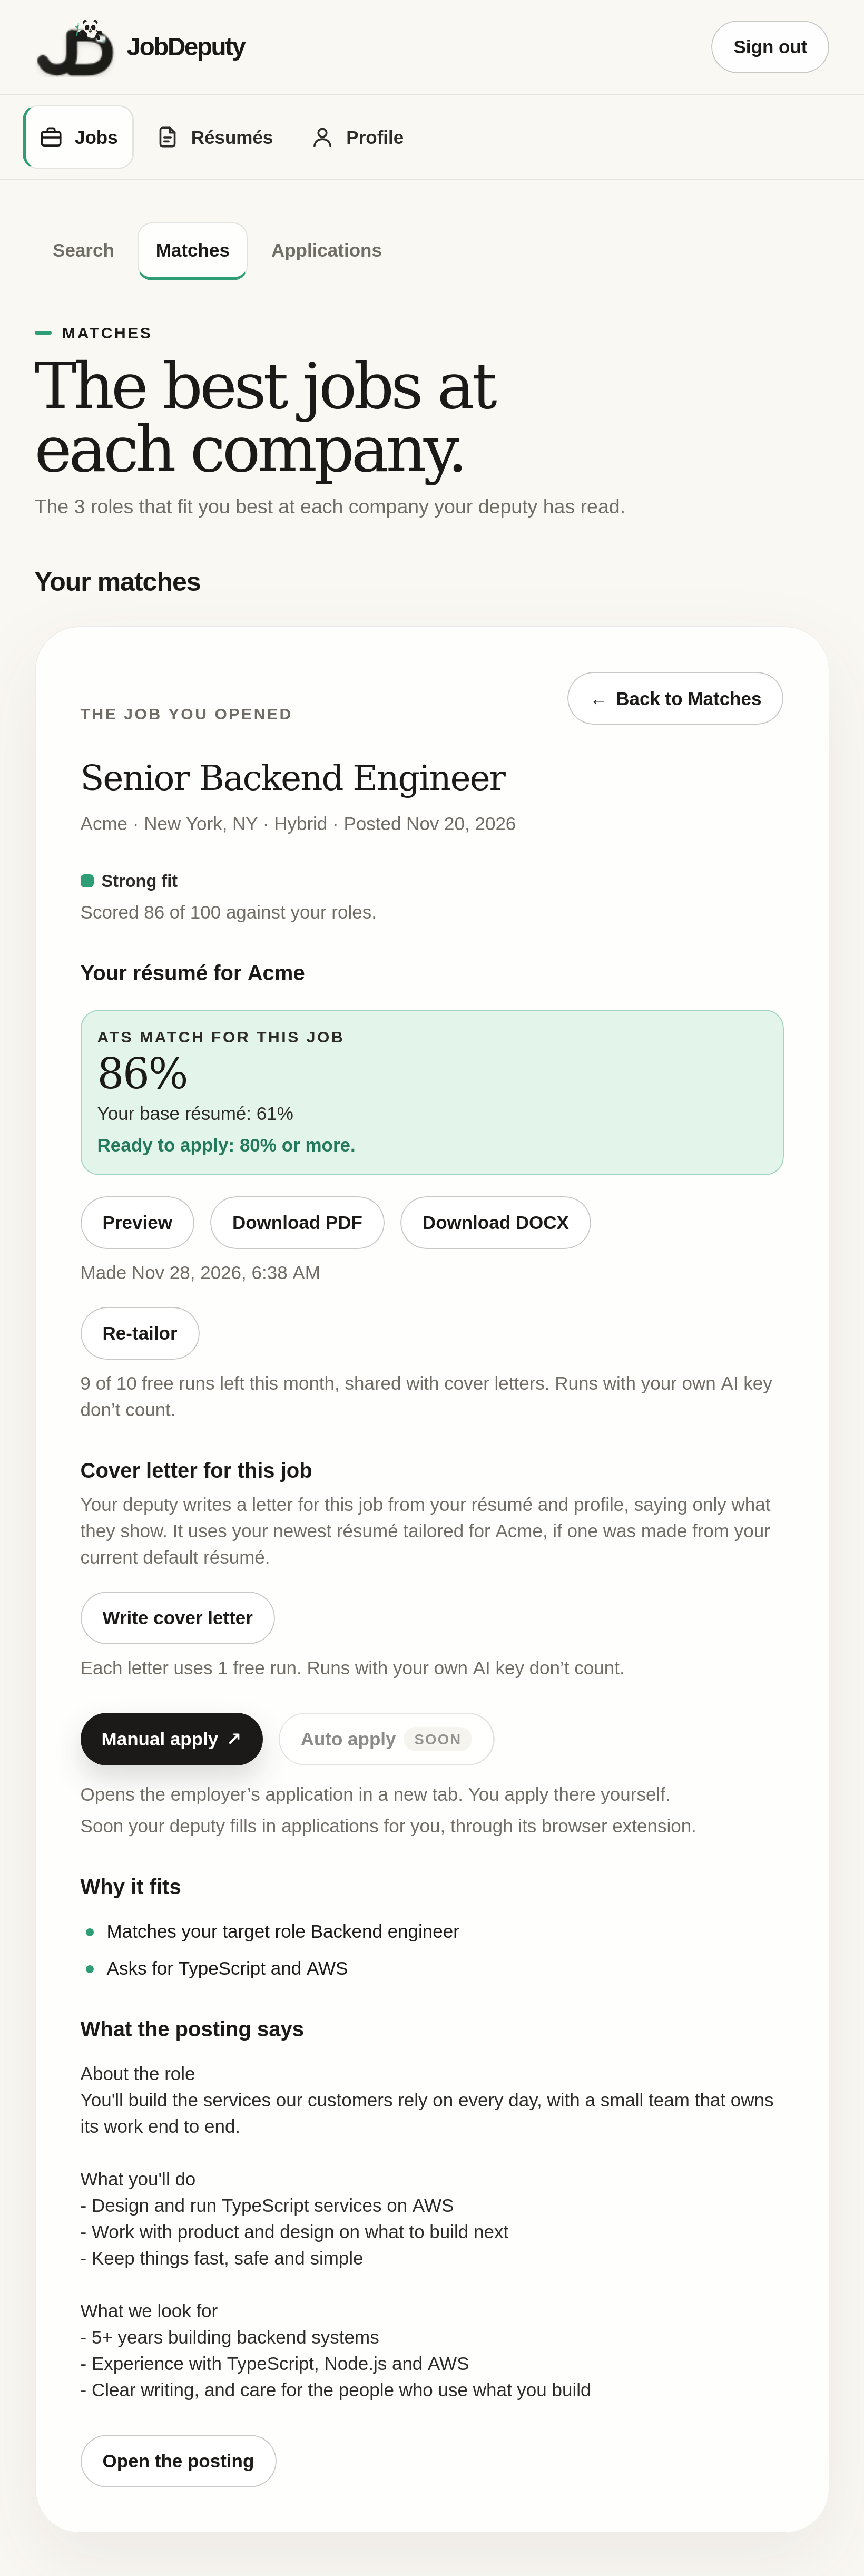 JobDeputy
Sign out
Jobs
Résumés
Profile
Search
Matches
Applications
MATCHES
The best jobs at
each company.
The 3 roles that fit you best at each company your deputy has read.
Your matches
THE JOB YOU OPENED
← Back to Matches
Senior Backend Engineer
Acme · New York, NY · Hybrid · Posted Nov 20, 2026
Strong fit
Scored 86 of 100 against your roles.
Your résumé for Acme
ATS MATCH FOR THIS JOB
86%
Your base résumé: 61%
Ready to apply: 80% or more.
Preview
Download PDF
Download DOCX
Made Nov 28, 2026, 6:38 AM
Re-tailor
9 of 10 free runs left this month, shared with cover letters. Runs with your own AI key
don’t count.
Cover letter for this job
Your deputy writes a letter for this job from your résumé and profile, saying only what
they show. It uses your newest résumé tailored for Acme, if one was made from your
current default résumé.
Write cover letter
Each letter uses 1 free run. Runs with your own AI key don’t count.
Manual apply ↗
Auto apply SOON
Opens the employer’s application in a new tab. You apply there yourself.
Soon your deputy fills in applications for you, through its browser extension.
Why it fits
Matches your target role Backend engineer
Asks for TypeScript and AWS
What the posting says
About the role
You'll build the services our customers rely on every day, with a small team that owns
its work end to end.
What you'll do
- Design and run TypeScript services on AWS
- Work with product and design on what to build next
- Keep things fast, safe and simple
What we look for
- 5+ years building backend systems
- Experience with TypeScript, Node.js and AWS
- Clear writing, and care for the people who use what you build
Open the posting